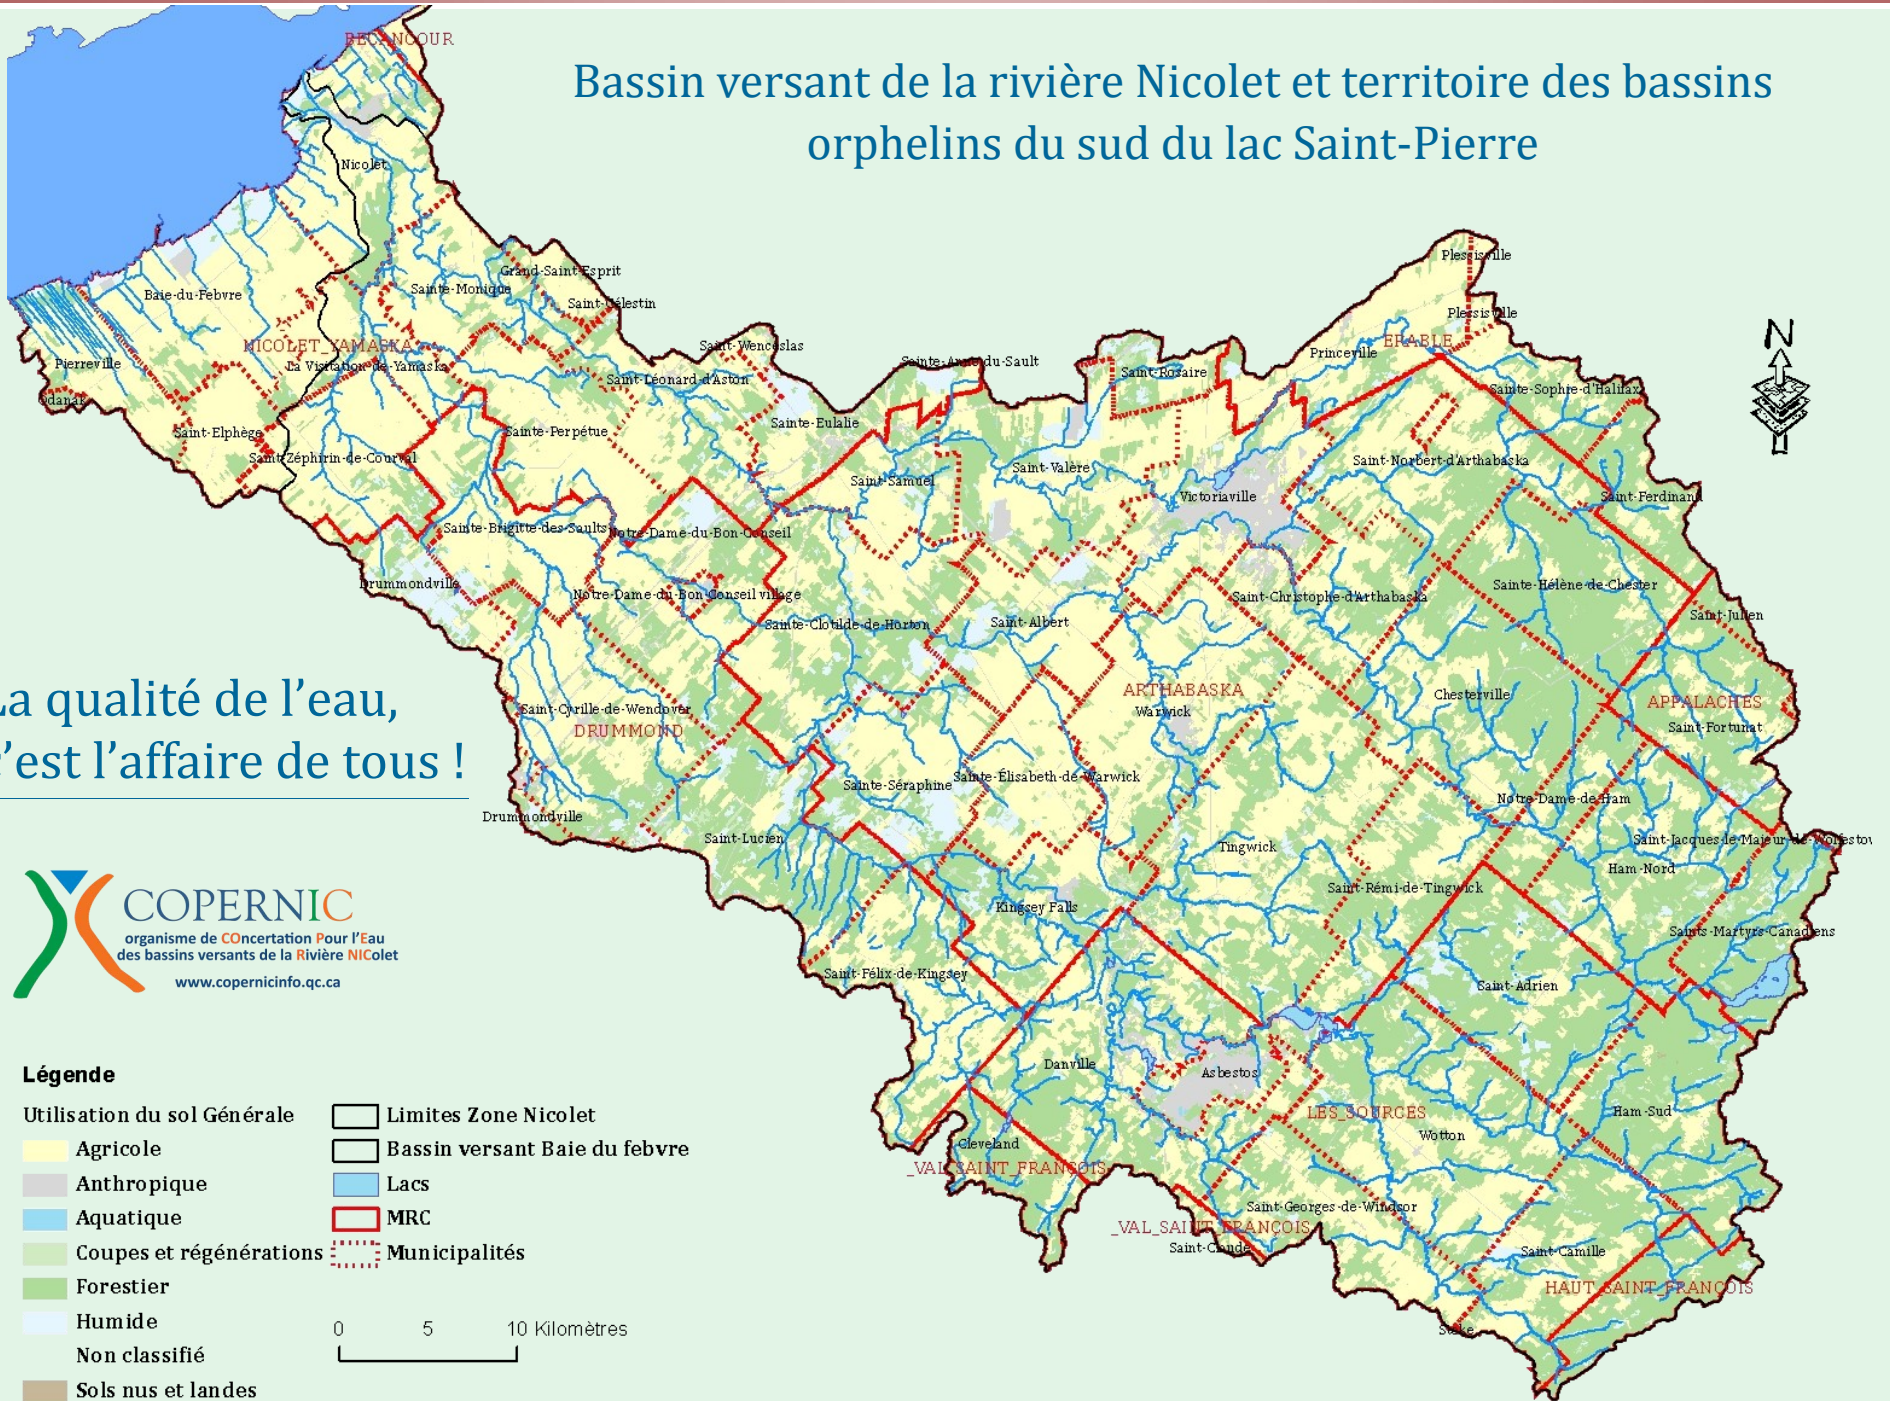 Bassin versant de la rivière Nicolet et territoire des bassins
orphelins du sud du lac Saint-Pierre
N
BECANCOUR
Nicolet
Grand-Saint-Esprit
Sainte-Monique
Baie-du-Febvre
Saint-Célestin
NICOLET_YAMASKA
La Visitation-de-Yamaska
Pierreville
Odanak
Saint-Wenceslas
Saint-Léonard-d'Aston
Sainte-Anne-du-Sault
Saint-Rosaire
Plessisville
Plessisville
ERABLE
Princeville
Sainte-Sophie-d'Halifax
Saint-Elphège
Saint-Zéphirin-de-Courval
Sainte-Perpétue
Sainte-Eulalie
Saint-Samuel
Saint-Valère
Victoriaville
Saint-Norbert-d'Arthabaska
Saint-Ferdinand
Sainte-Brigitte-des-Saults
Notre-Dame-du-Bon-Conseil
Drummondville
Notre-Dame-du-Bon-Conseil village
Saint-Christophe-d'Arthabaska
Sainte-Hélène-de-Chester
Saint-Julien
Sainte-Clotilde-de-Horton
Saint-Albert
ARTHABASKA
Warwick
Chesterville
APPALACHES
Saint-Fortunat
La qualité de l'eau,
c'est l'affaire de tous !
Saint-Cyrille-de-Wendover
DRUMMOND
Sainte-Séraphine
Sainte-Élisabeth-de-Warwick
Notre-Dame-de-Ham
Drummondville
Saint-Lucien
Tingwick
Saint-Jacques-le-Majeur-de-Wolfestow
Ham-Nord
Saint-Rémi-de-Tingwick
Kingsey Falls
Saints-Martyrs-Canadiens
Saint-Félix-de-Kingsey
Saint-Adrien
Danville
Asbestos
LES_SOURCES
Wotton
Ham-Sud
Cleveland
_VAL_SAINT_FRANÇOIS
_VAL_SAINT_FRANÇOIS
Saint-Claude
Saint-Georges-de-Windsor
Saint-Camille
HAUT_SAINT_FRANÇOIS
Stoke
COPERNIC
organisme de COncertation Pour l'Eau
des bassins versants de la Rivière NIColet
www.copernicinfo.qc.ca
Légende
Utilisation du sol Générale
Agricole
Anthropique
Aquatique
Coupes et régénérations
Forestier
Humide
Non classifié
Sols nus et landes
Limites Zone Nicolet
Bassin versant Baie du febvre
Lacs
MRC
Municipalités
0 5 10 Kilomètres